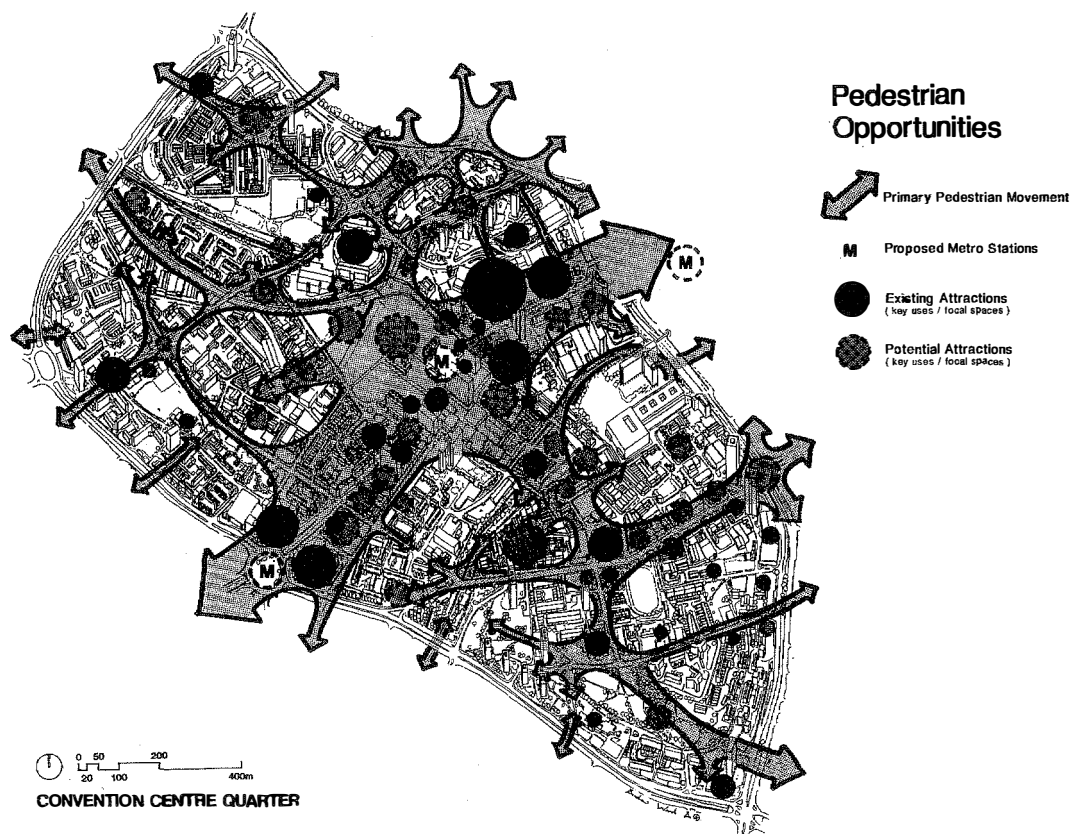 Pedestrian
Opportunities
Primary Pedestrian Movement
M Proposed Metro Stations
Existing Attractions
( key uses / focal spaces )
Potential Attractions
( key uses / focal spaces )
M
M
M
0 50 200
20 100 400m
CONVENTION CENTRE QUARTER